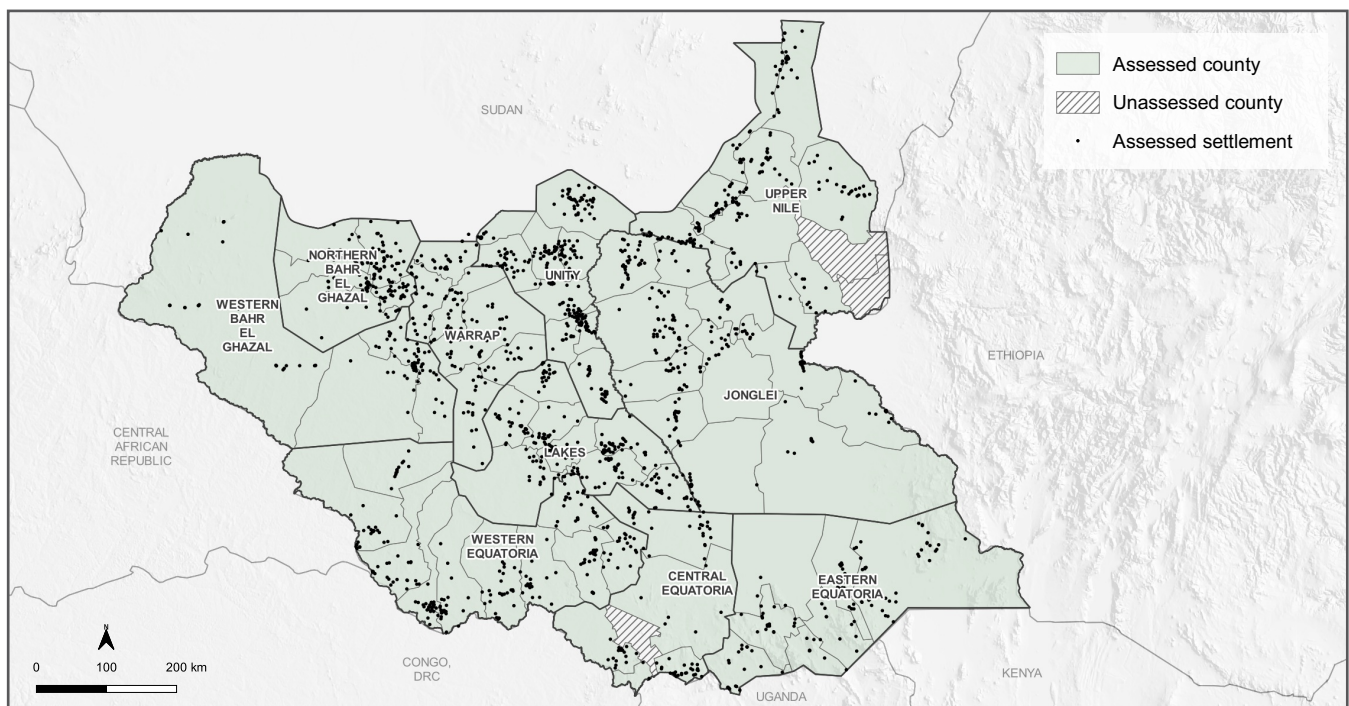 Assessed county
Unassessed county
Assessed settlement
SUDAN
UPPER
NILE
NORTHERN
BAHR
EL
GHAZAL
UNITY
WESTERN
BAHR
EL
GHAZAL
WARRAP
ETHIOPIA
JONGLEI
CENTRAL
AFRICAN
REPUBLIC
LAKES
WESTERN
EQUATORIA
CENTRAL
EQUATORIA
EASTERN
EQUATORIA
N
0 100 200 km
CONGO,
DRC
KENYA
UGANDA